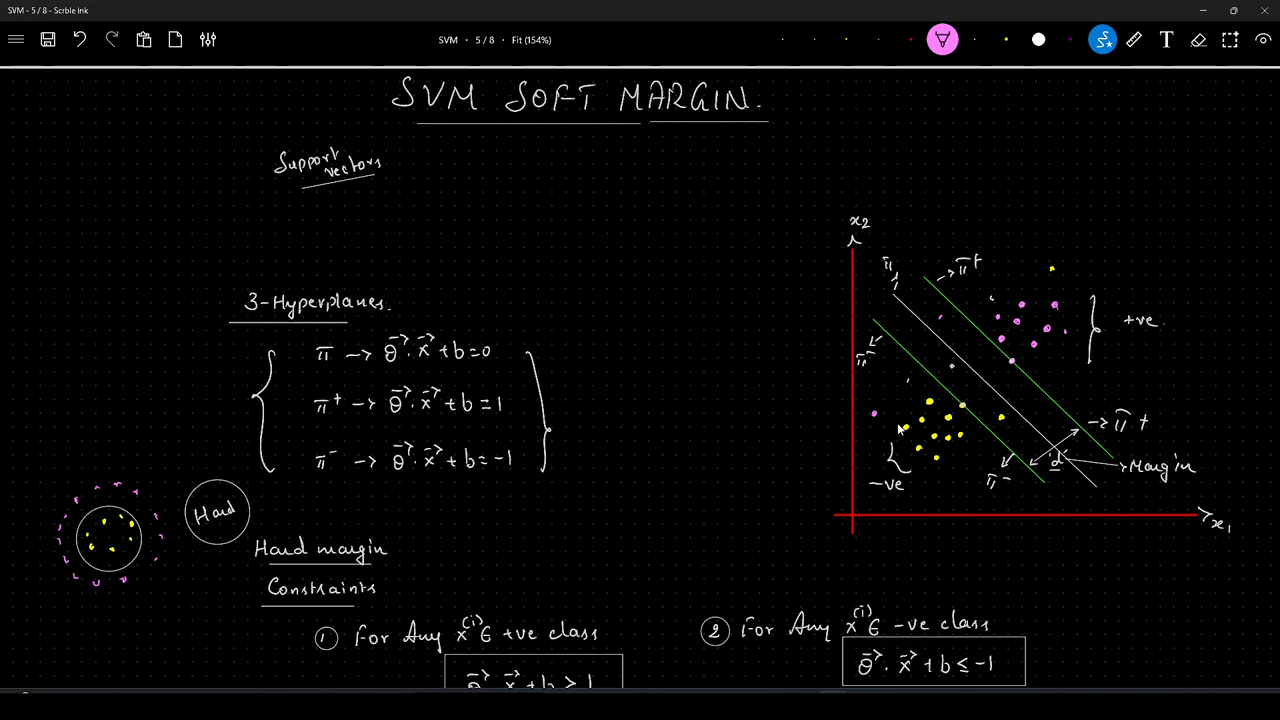 SVM - 5 / 8 - Scrble Ink
SVM • 5 / 8 • Fit (154%)
SVM SOFT MARGIN.
Support vectors
3-Hyperplanes.
π → θ⃗ . x⃗ + b = 0
π⁺ → θ⃗ . x⃗ + b = 1
π⁻ → θ⃗ . x⃗ + b = -1
Hard
Hard margin
Constraints
① For Any x⁽ⁱ⁾ ∈ +ve class
θ⃗ . x⃗ + b ≥ 1
② For Any x⁽ⁱ⁾ ∈ -ve class
θ⃗ . x⃗ + b ≤ -1
x₂
π
→ π⁺
+ve
π⁻
→ π⁺
'd'
→ Margin
-ve
π⁻
x₁